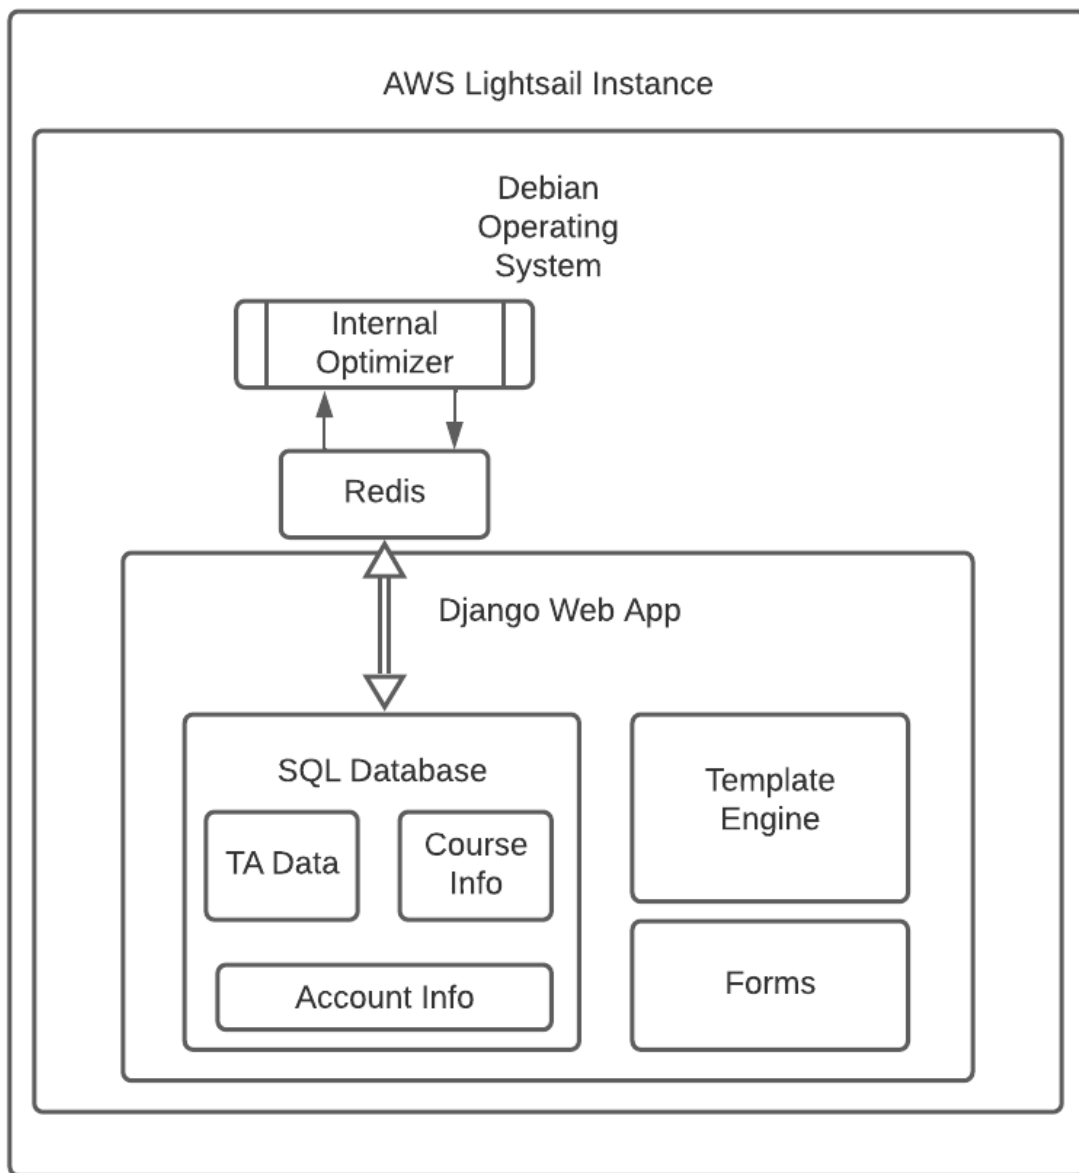 AWS Lightsail Instance
Debian
Operating
System
Internal
Optimizer
Redis
Django Web App
SQL Database
TA Data
Course
Info
Account Info
Template
Engine
Forms